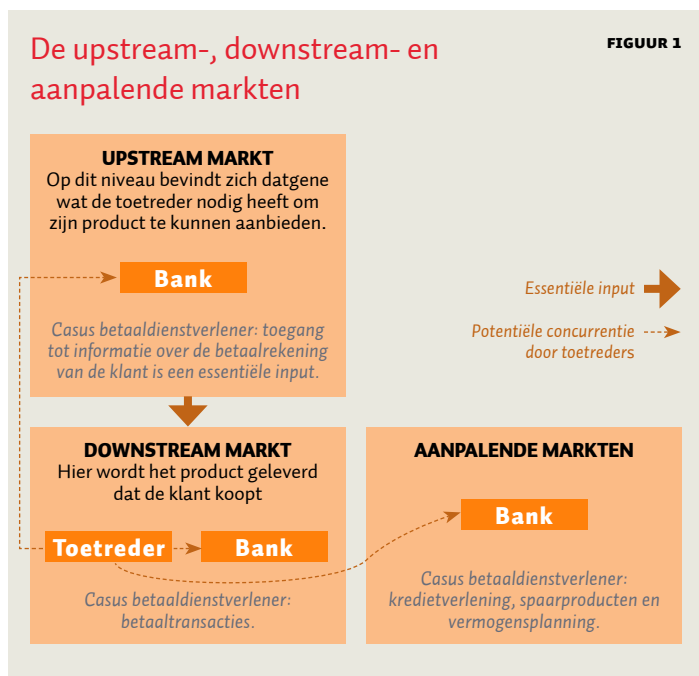 De upstream-, downstream- en
aanpalende markten
FIGUUR 1
UPSTREAM MARKT
Op dit niveau bevindt zich datgene
wat de toetreder nodig heeft om
zijn product te kunnen aanbieden.
Bank
Casus betaaldienstverlener: toegang
tot informatie over de betaalrekening
van de klant is een essentiële input.
Essentiële input
Potentiële concurrentie
door toetreders
DOWNSTREAM MARKT
Hier wordt het product geleverd
dat de klant koopt
Toetreder
Bank
Casus betaaldienstverlener:
betaaltransacties.
AANPALENDE MARKTEN
Bank
Casus betaaldienstverlener:
kredietverlening, spaarproducten en
vermogensplanning.